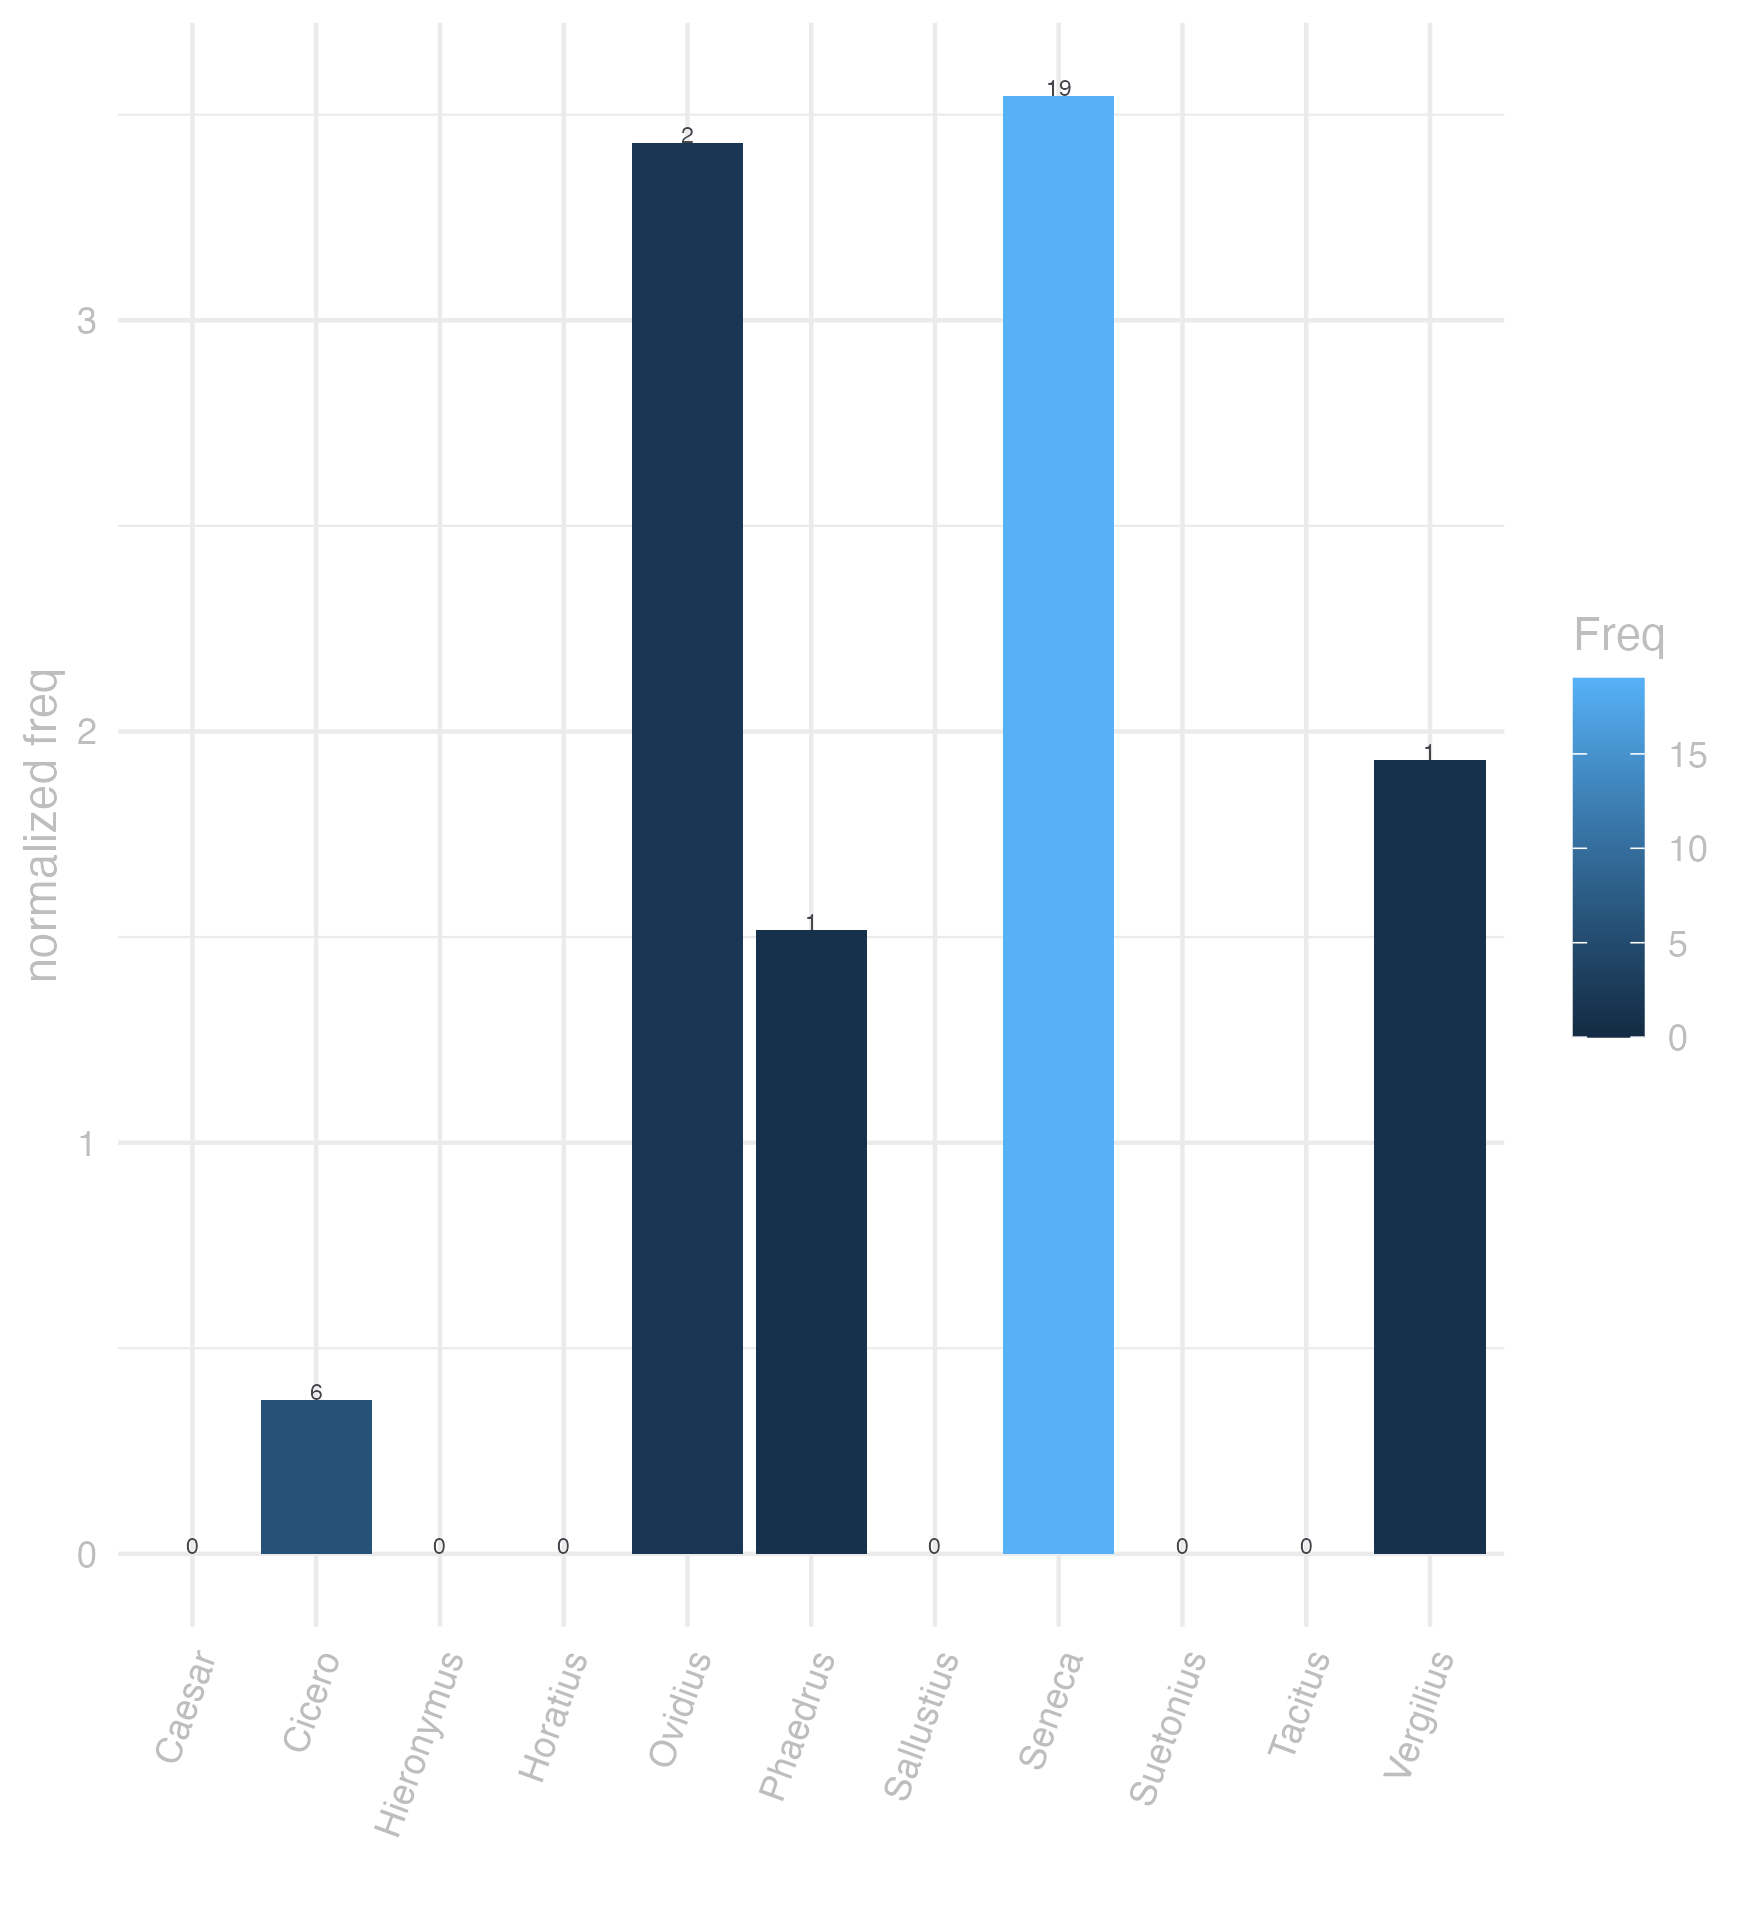 19
2
3
Freq
normalized freq
2
1
15
10
1
5
0
1
6
0
0
0
0
0
0
0
Caesar
Cicero
Hieronymus
Horatius
Ovidius
Phaedrus
Sallustius
Seneca
Suetonius
Tacitus
Vergilius